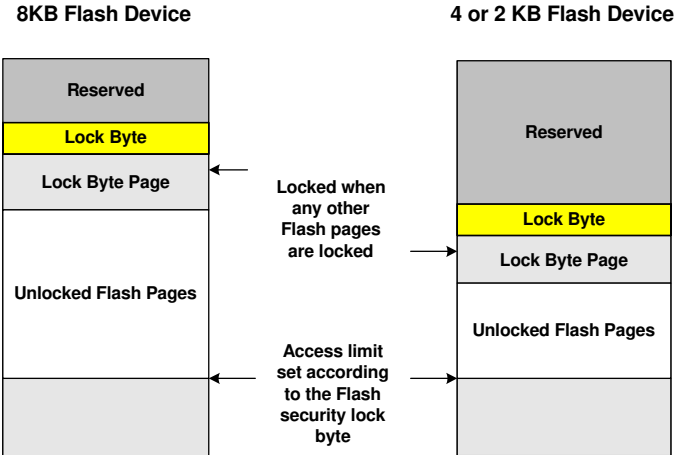 8KB Flash Device
4 or 2 KB Flash Device
Reserved
Lock Byte
Lock Byte Page
Unlocked Flash Pages
Locked when
any other
Flash pages
are locked
Access limit
set according
to the Flash
security lock
byte
Reserved
Lock Byte
Lock Byte Page
Unlocked Flash Pages